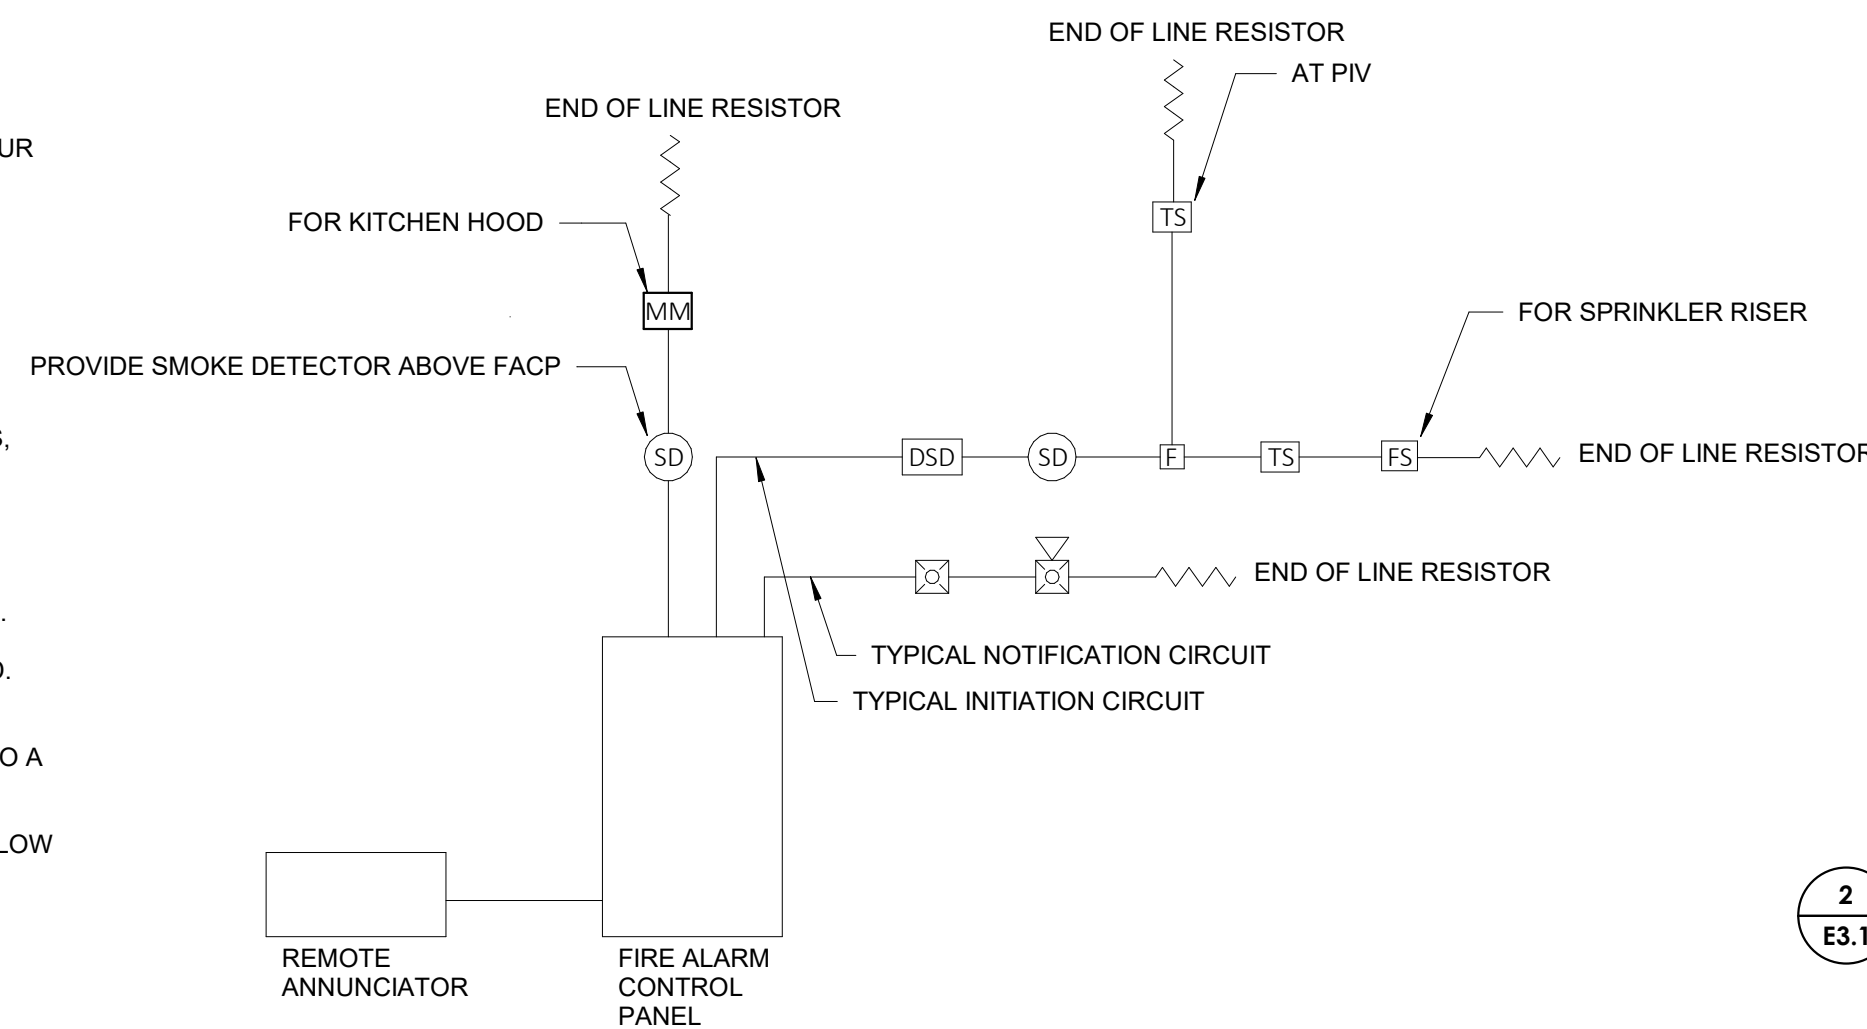 END OF LINE RESISTOR
AT PIV
END OF LINE RESISTOR
UR
FOR KITCHEN HOOD
TS
MM
FOR SPRINKLER RISER
PROVIDE SMOKE DETECTOR ABOVE FACP
S,
SD
DSD
SD
F
TS
FS
END OF LINE RESISTOR
END OF LINE RESISTOR
.
TYPICAL NOTIFICATION CIRCUIT
D.
TYPICAL INITIATION CIRCUIT
O A
LOW
2
E3.1
REMOTE
ANNUNCIATOR
FIRE ALARM
CONTROL
PANEL